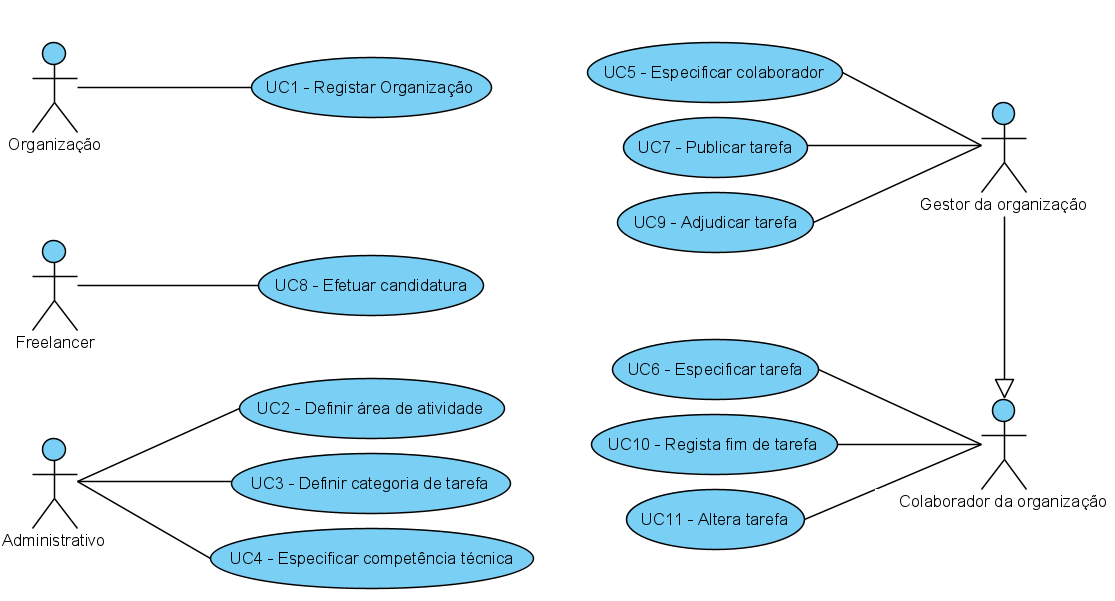 UC1 - Registar Organização
Organização
UC8 - Efetuar candidatura
Freelancer
UC2 - Definir área de atividade
UC3 - Definir categoria de tarefa
UC4 - Especificar competência técnica
Administrativo
UC5 - Especificar colaborador
UC7 - Publicar tarefa
UC9 - Adjudicar tarefa
Gestor da organização
UC6 - Especificar tarefa
UC10 - Regista fim de tarefa
UC11 - Altera tarefa
Colaborador da organização